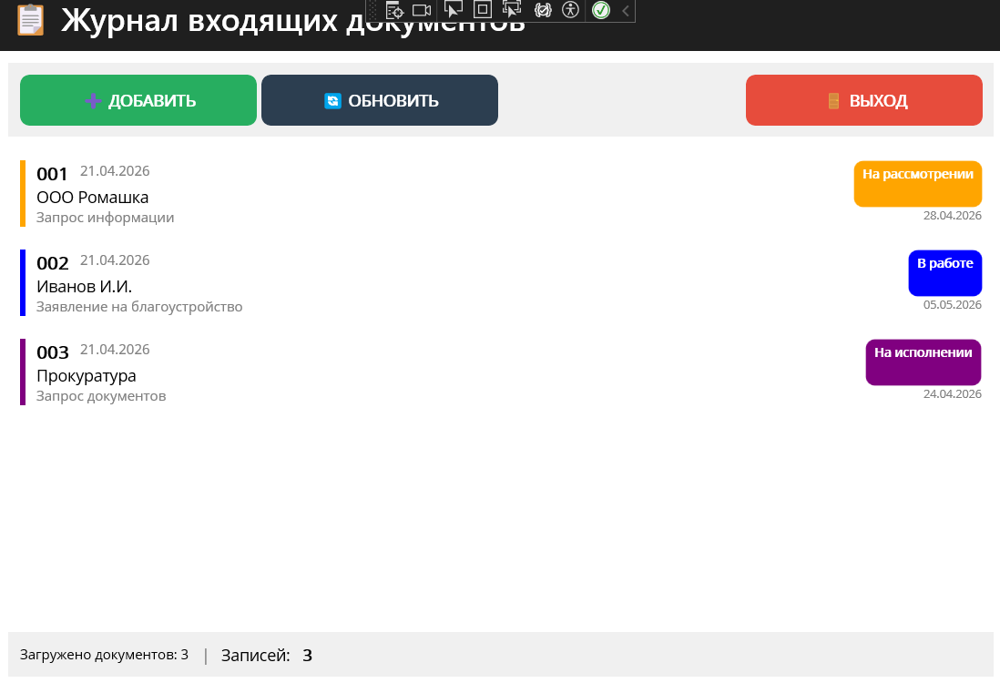 Журнал входящих документов
ДОБАВИТЬ
ОБНОВИТЬ
ВЫХОД
001 21.04.2026
ООО Ромашка
Запрос информации
На рассмотрении
28.04.2026
002 21.04.2026
Иванов И.И.
Заявление на благоустройство
В работе
05.05.2026
003 21.04.2026
Прокуратура
Запрос документов
На исполнении
24.04.2026
Загружено документов: 3 | Записей: 3